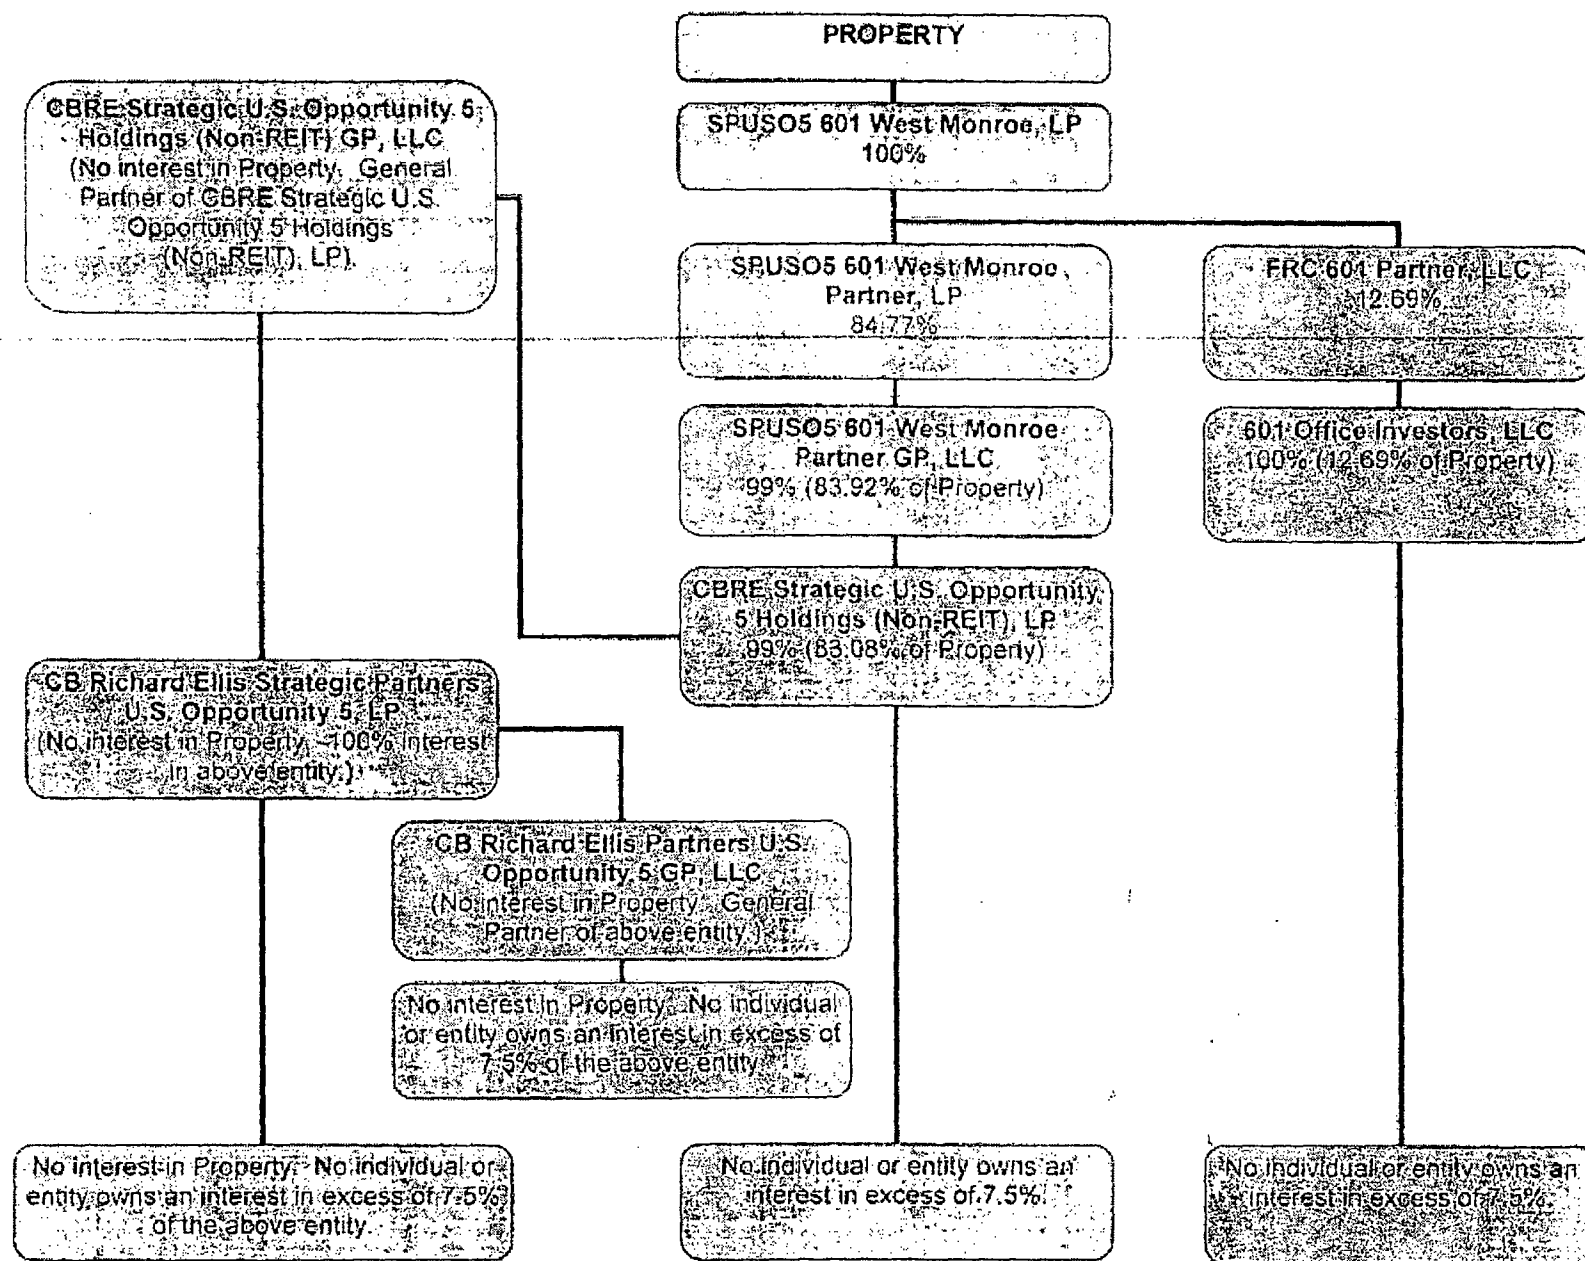 PROPERTY
SPUSO5 601 West Monroe, LP
100%
CBRE Strategic U.S. Opportunity 5
Holdings (Non-REIT) GP, LLC
(No interest in Property. General
Partner of CBRE Strategic U.S.
Opportunity 5 Holdings
(Non-REIT), LP).
SPUSO5 601 West Monroe
Partner, LP
84.77%
FRC 601 Partner, LLC
12.69%
SPUSO5 601 West Monroe
Partner GP, LLC
99% (83.92% of Property)
601 Office Investors, LLC
100% (12.69% of Property)
CBRE Strategic U.S. Opportunity
5 Holdings (Non-REIT), LP
99% (83.08% of Property)
CB Richard Ellis Strategic Partners
U.S. Opportunity 5, LP
(No interest in Property. 100% Interest
in above entity.)
CB Richard Ellis Partners U.S.
Opportunity 5 GP, LLC
(No interest in Property. General
Partner of above entity.)
No interest in Property. No individual
or entity owns an interest in excess of
7.5% of the above entity
No interest in Property. No individual or
entity owns an interest in excess of 7.5%
of the above entity.
No individual or entity owns an
interest in excess of 7.5%.
No individual or entity owns an
interest in excess of 7.5%.